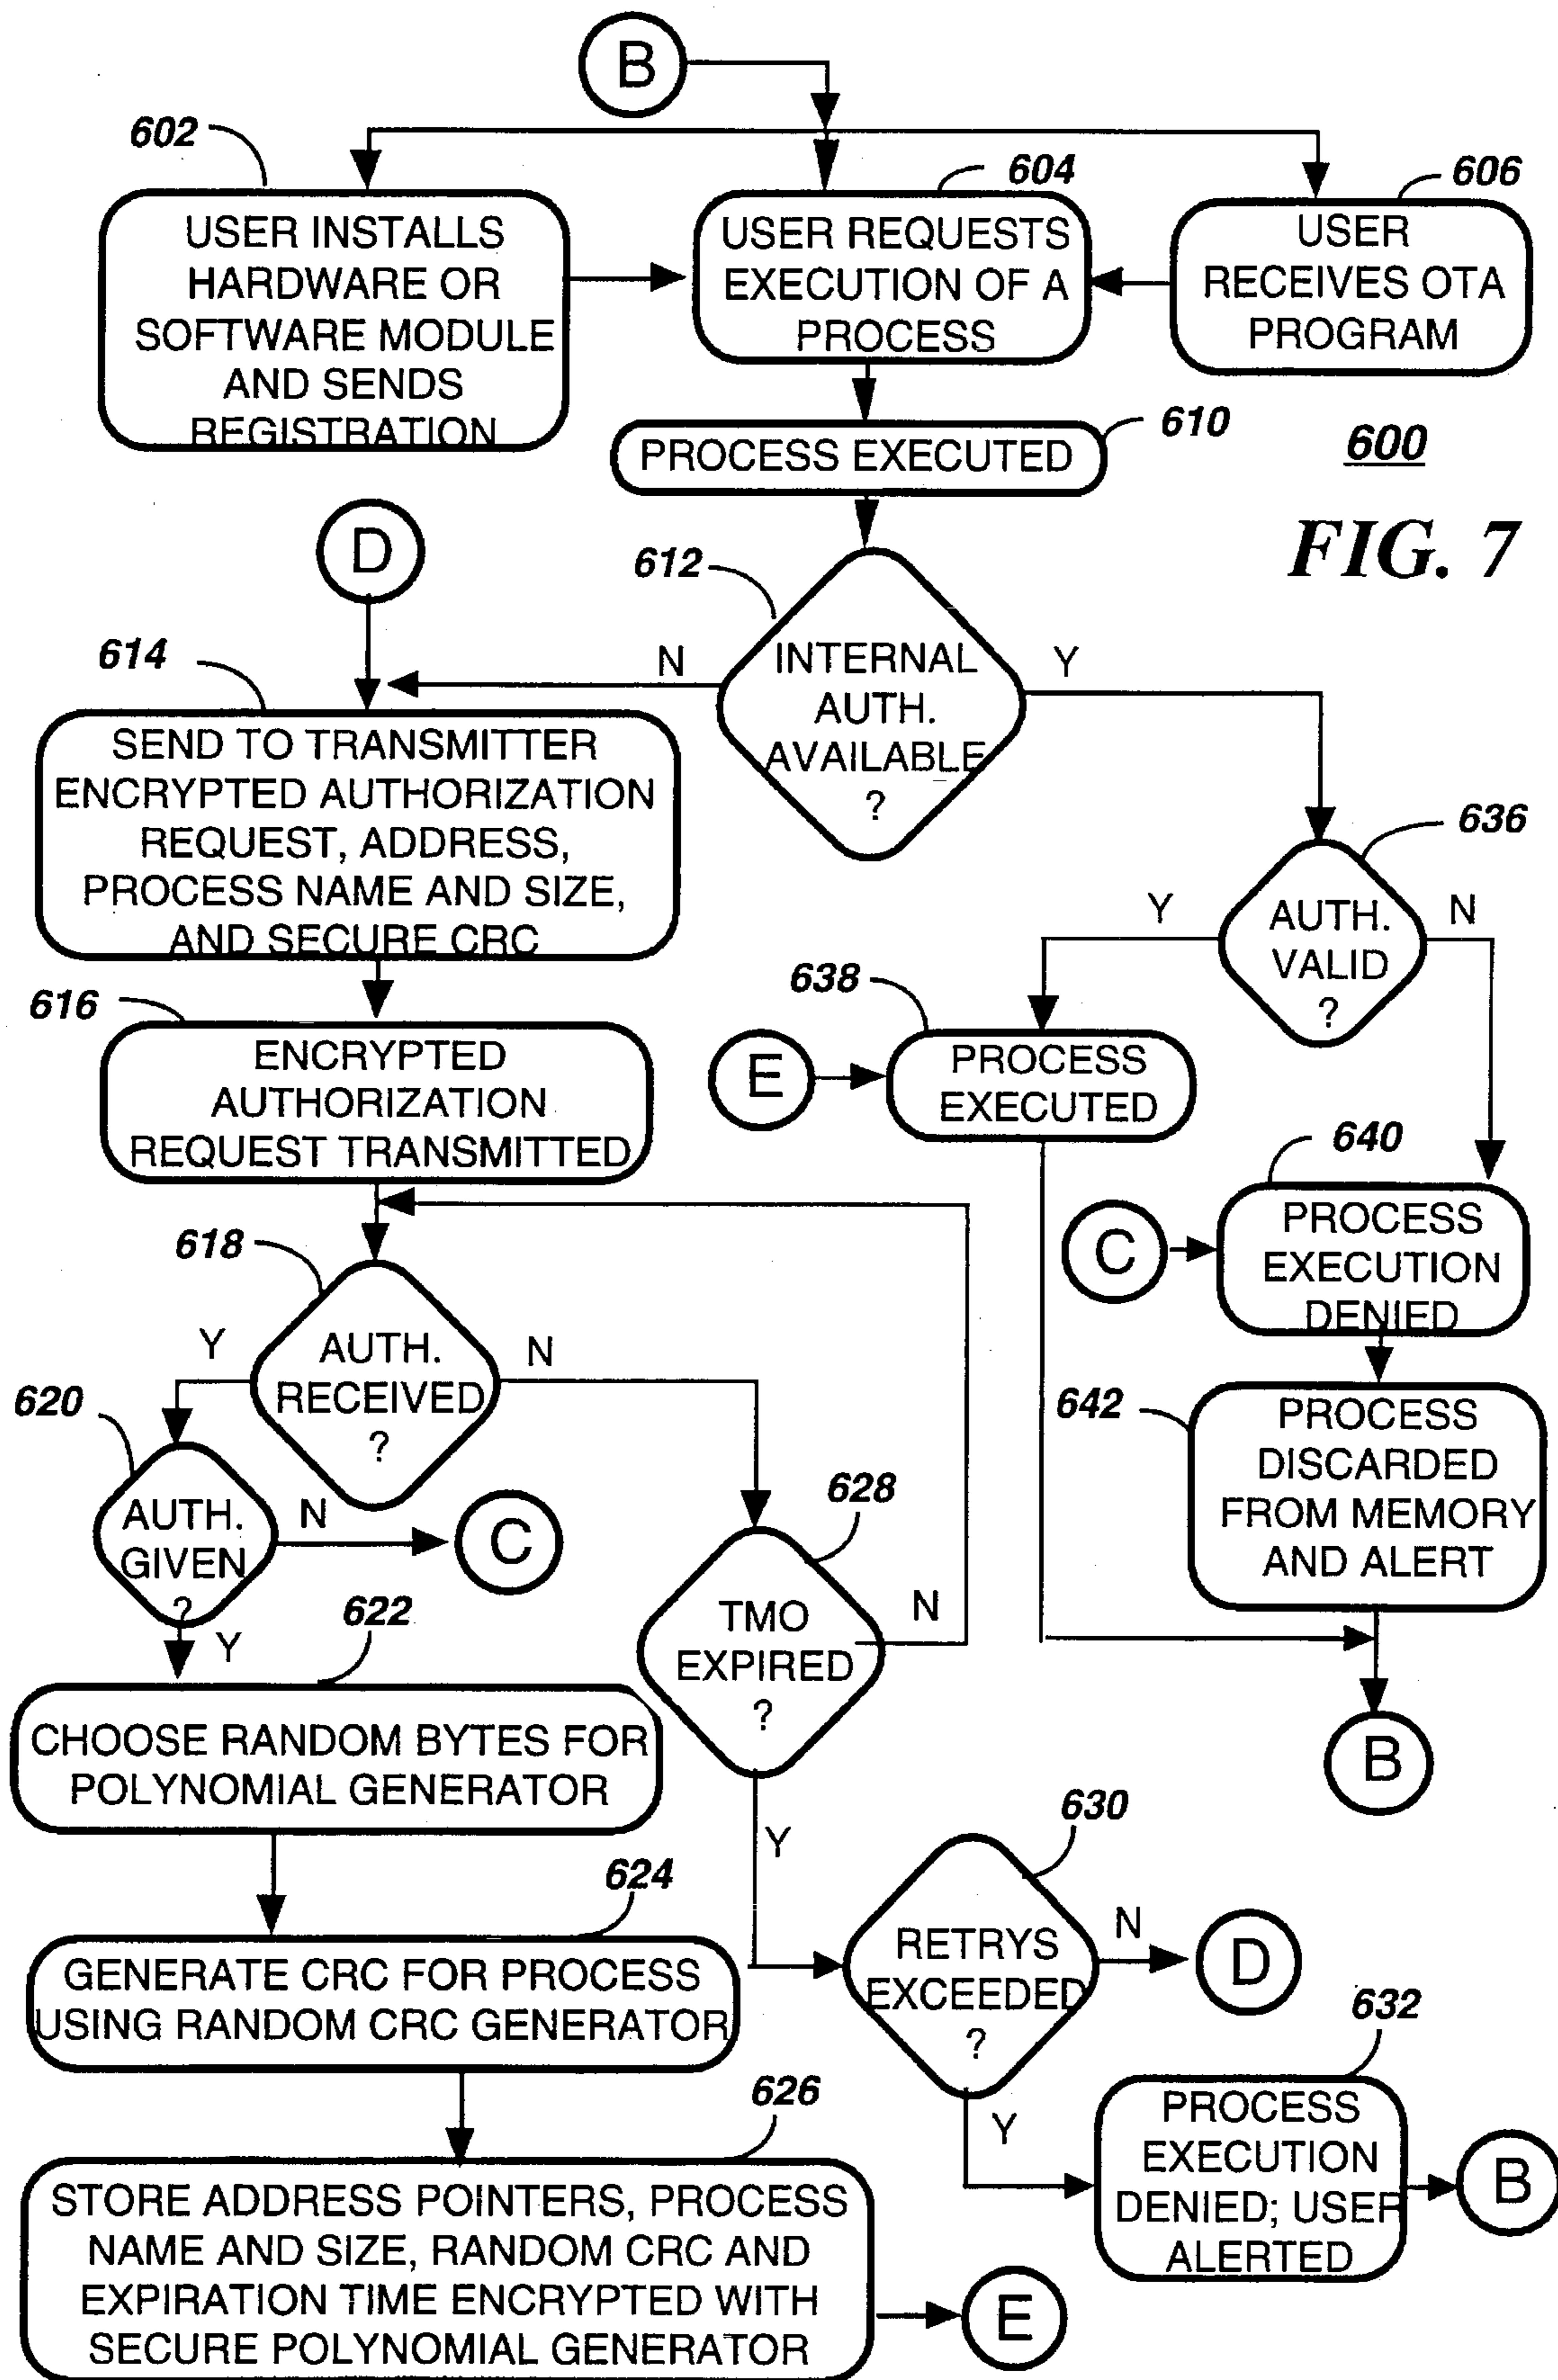 B
602
604
606
USER INSTALLS
HARDWARE OR
SOFTWARE MODULE
AND SENDS
REGISTRATION
USER REQUESTS
EXECUTION OF A
PROCESS
USER
RECEIVES OTA
PROGRAM
610
PROCESS EXECUTED
600
FIG. 7
D
612
INTERNAL
AUTH.
AVAILABLE
?
N
Y
614
SEND TO TRANSMITTER
ENCRYPTED AUTHORIZATION
REQUEST, ADDRESS,
PROCESS NAME AND SIZE,
AND SECURE CRC
636
AUTH.
VALID
?
Y
N
616
ENCRYPTED
AUTHORIZATION
REQUEST TRANSMITTED
638
E
PROCESS
EXECUTED
640
C
PROCESS
EXECUTION
DENIED
618
AUTH.
RECEIVED
?
Y
N
642
PROCESS
DISCARDED
FROM MEMORY
AND ALERT
620
AUTH.
GIVEN
?
N
C
Y
628
TMO
EXPIRED
?
N
Y
B
622
CHOOSE RANDOM BYTES FOR
POLYNOMIAL GENERATOR
630
RETRYS
EXCEEDED
?
N
D
Y
624
GENERATE CRC FOR PROCESS
USING RANDOM CRC GENERATOR
632
PROCESS
EXECUTION
DENIED; USER
ALERTED
B
626
STORE ADDRESS POINTERS, PROCESS
NAME AND SIZE, RANDOM CRC AND
EXPIRATION TIME ENCRYPTED WITH
SECURE POLYNOMIAL GENERATOR
E